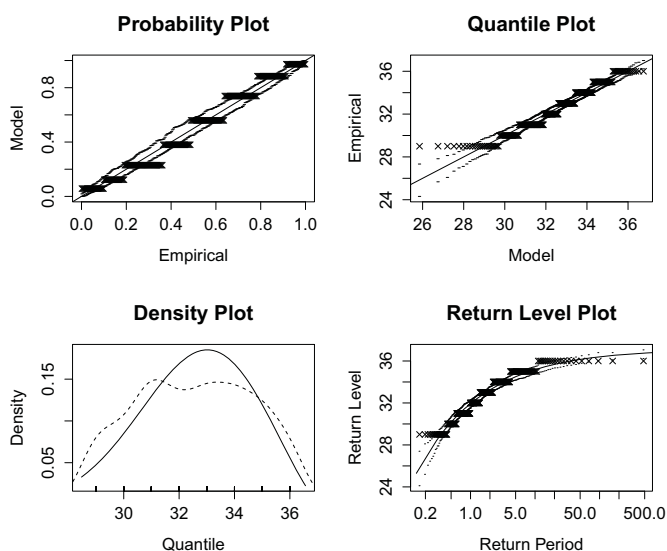 Probability Plot
Model
0.0 0.4 0.8
0.0 0.2 0.4 0.6 0.8 1.0
Empirical
Quantile Plot
Empirical
24 28 32 36
26 28 30 32 34 36
Model
Density Plot
Density
0.05 0.15
30 32 34 36
Quantile
Return Level Plot
Return Level
24 28 32 36
0.2 1.0 5.0 50.0 500.0
Return Period